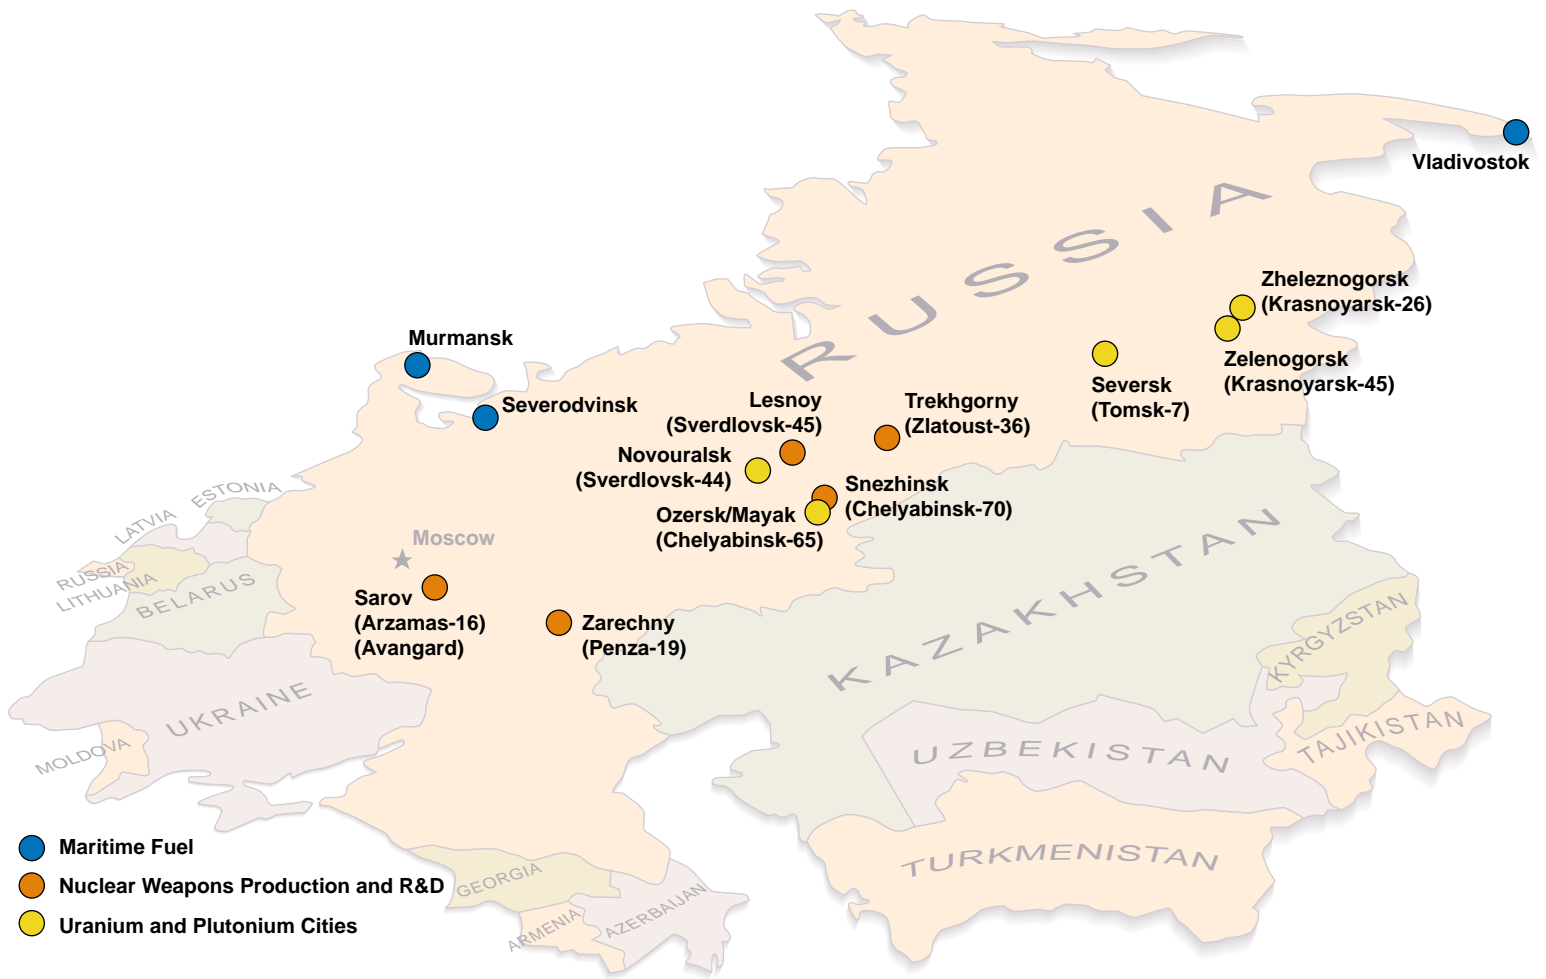 Vladivostok
RUSSIA
Zheleznogorsk
(Krasnoyarsk-26)
Zelenogorsk
(Krasnoyarsk-45)
Seversk
(Tomsk-7)
Murmansk
Severodvinsk
Lesnoy
(Sverdlovsk-45)
Trekhgorny
(Zlatoust-36)
Novouralsk
(Sverdlovsk-44)
Snezhinsk
(Chelyabinsk-70)
Ozersk/Mayak
(Chelyabinsk-65)
ESTONIA
LATVIA
RUSSIA
LITHUANIA
BELARUS
Moscow
Sarov
(Arzamas-16)
(Avangard)
Zarechny
(Penza-19)
KAZAKHSTAN
KYRGYZSTAN
UKRAINE
MOLDOVA
UZBEKISTAN
TAJIKISTAN
TURKMENISTAN
GEORGIA
ARMENIA
AZERBAIJAN
Maritime Fuel
Nuclear Weapons Production and R&D
Uranium and Plutonium Cities